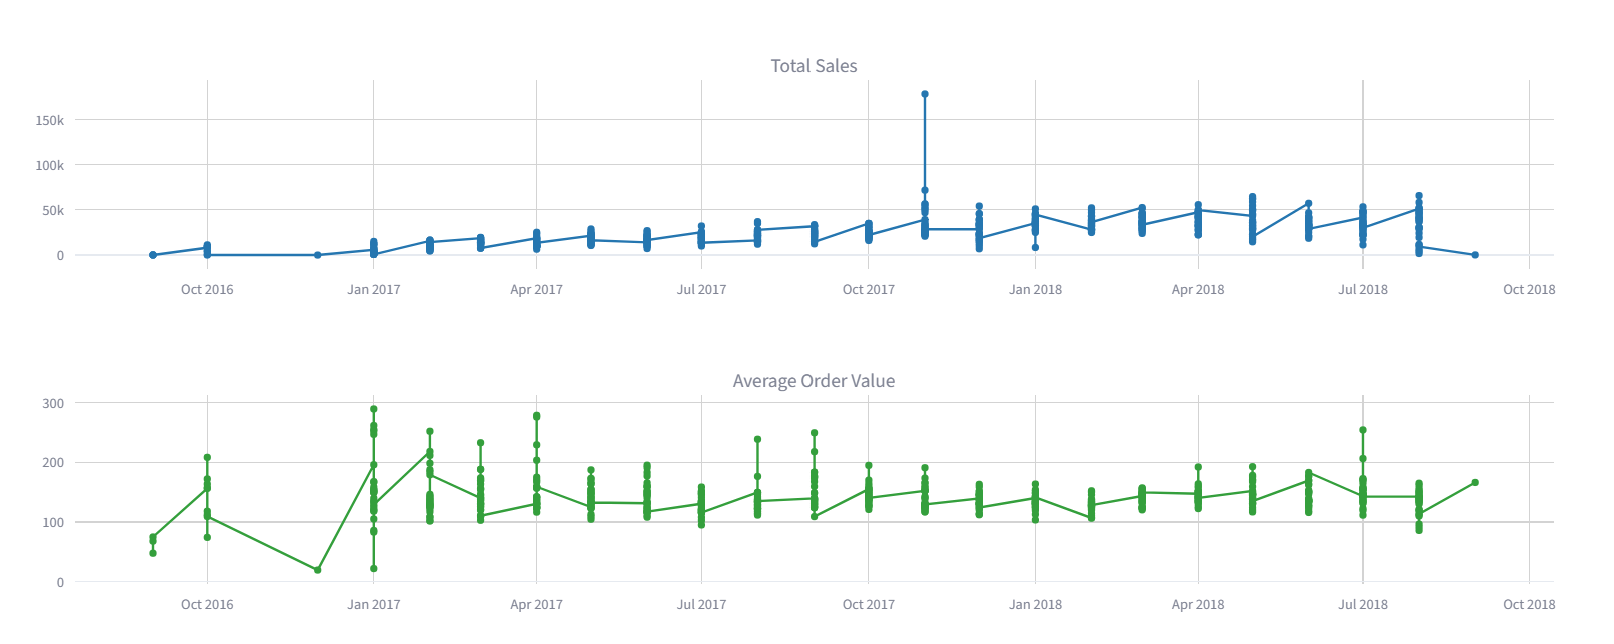 Total Sales
150k
100k
50k
0
Oct 2016 Jan 2017 Apr 2017 Jul 2017 Oct 2017 Jan 2018 Apr 2018 Jul 2018 Oct 2018
Average Order Value
300
200
100
0
Oct 2016 Jan 2017 Apr 2017 Jul 2017 Oct 2017 Jan 2018 Apr 2018 Jul 2018 Oct 2018